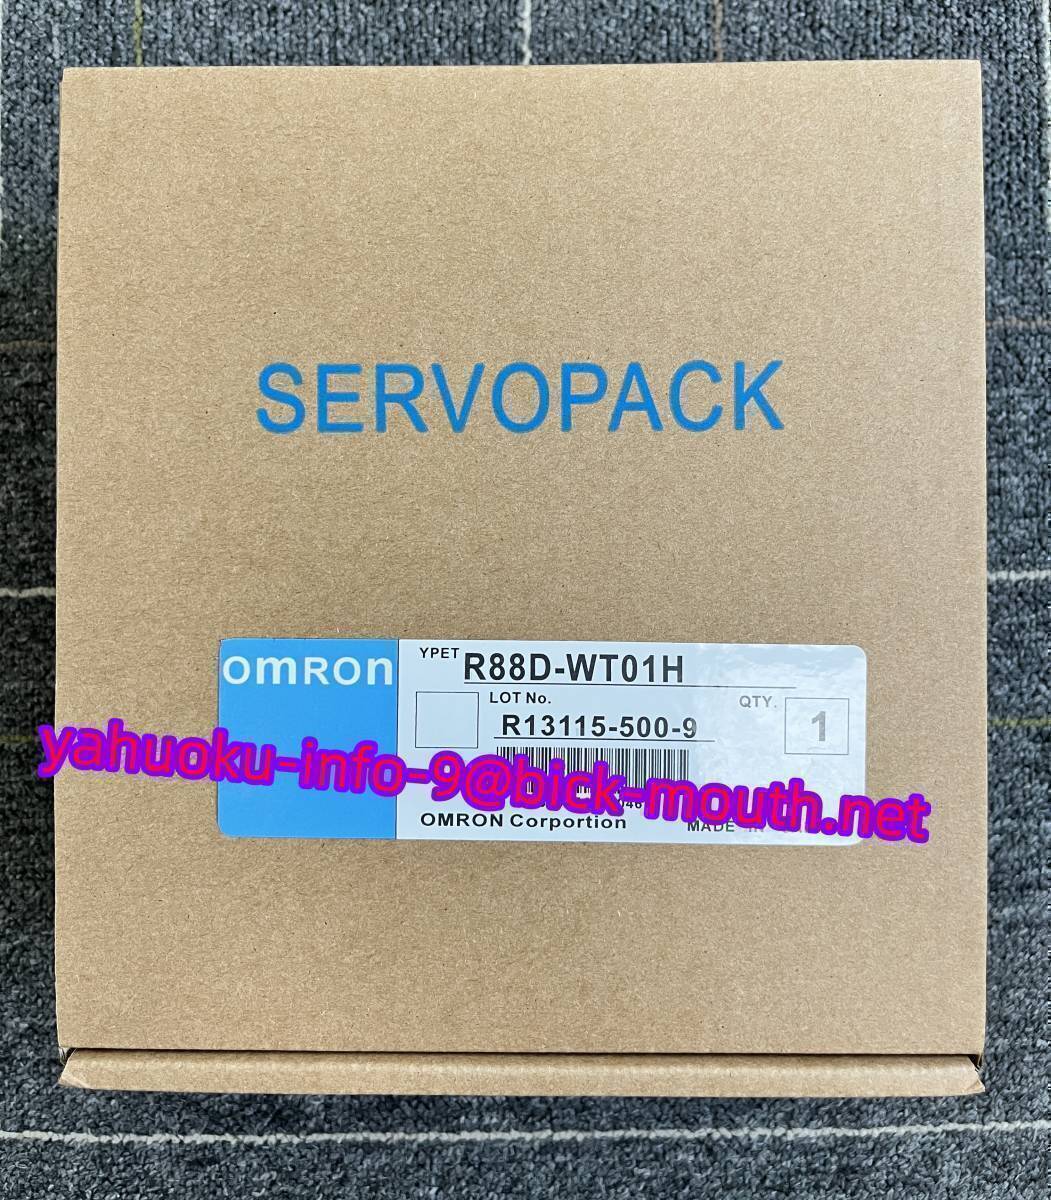 SERVOPACK
OMRON
YPET R88D-WT01H
LOT No.
QTY.
R13115-500-9
1
yahuoku-info-9@bick-mouth.net
OMRON Corportion
MADE IN